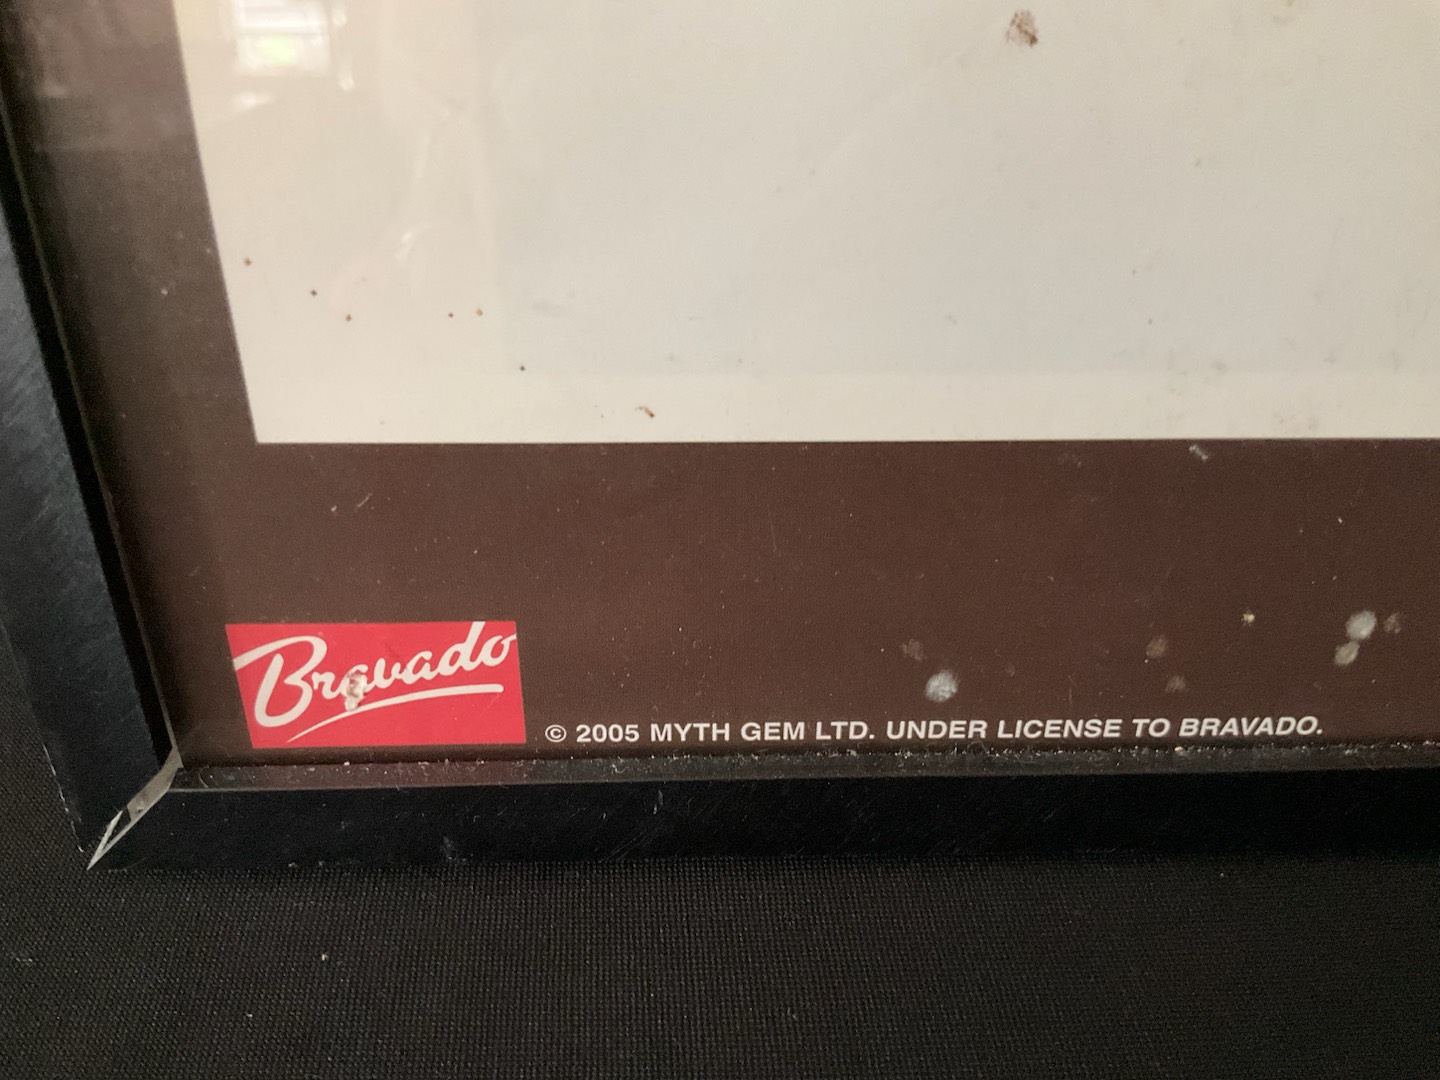 Bravado
© 2005 MYTH GEM LTD. UNDER LICENSE TO BRAVADO.